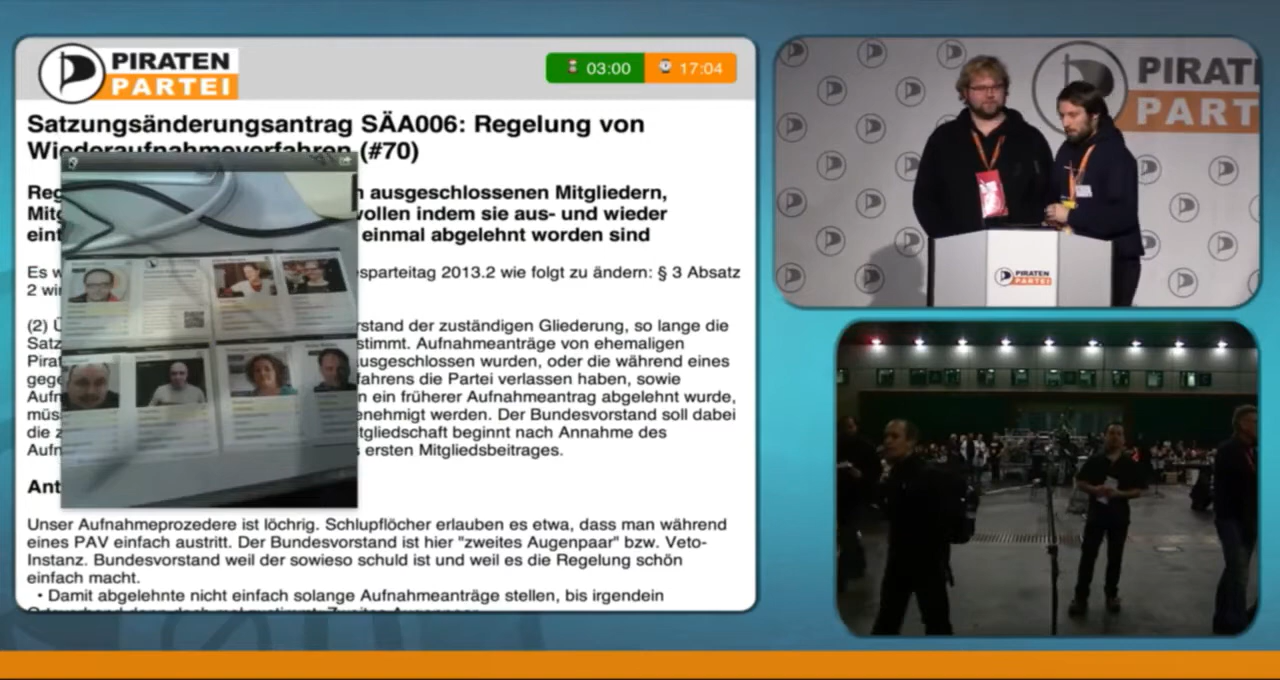 PIRATEN
PARTEI
03:00
17:04
Satzungsänderungsantrag SÄA006: Regelung von
Wiederaufnahmeverfahren (#70)
ausgeschlossenen Mitgliedern,
wollen indem sie aus- und wieder
einmal abgelehnt worden sind
Es
sparteitag 2013.2 wie folgt zu ändern: § 3 Absatz
2
(2)
rstand der zuständigen Gliederung, so lange die
Satz
stimmt. Aufnahmeanträge von ehemaligen
Pirat
usgeschlossen wurden, oder die während eines
gege
fahrens die Partei verlassen haben, sowie
Aufn
n ein früherer Aufnahmeantrag abgelehnt wurde,
müs
enehmigt werden. Der Bundesvorstand soll dabei
die z
tgliedschaft beginnt nach Annahme des
Aufn
ersten Mitgliedsbeitrages.
Ant
Unser Aufnahmeprozedere ist löchrig. Schlupflöcher erlauben es etwa, dass man während
eines PAV einfach austritt. Der Bundesvorstand ist hier "zweites Augenpaar" bzw. Veto-
Instanz. Bundesvorstand weil der sowieso schuld ist und weil es die Regelung schön
einfach macht.
• Damit abgelehnte nicht einfach solange Aufnahmeanträge stellen, bis irgendein
PIRATE
PART
PIRATEN
PARTEI